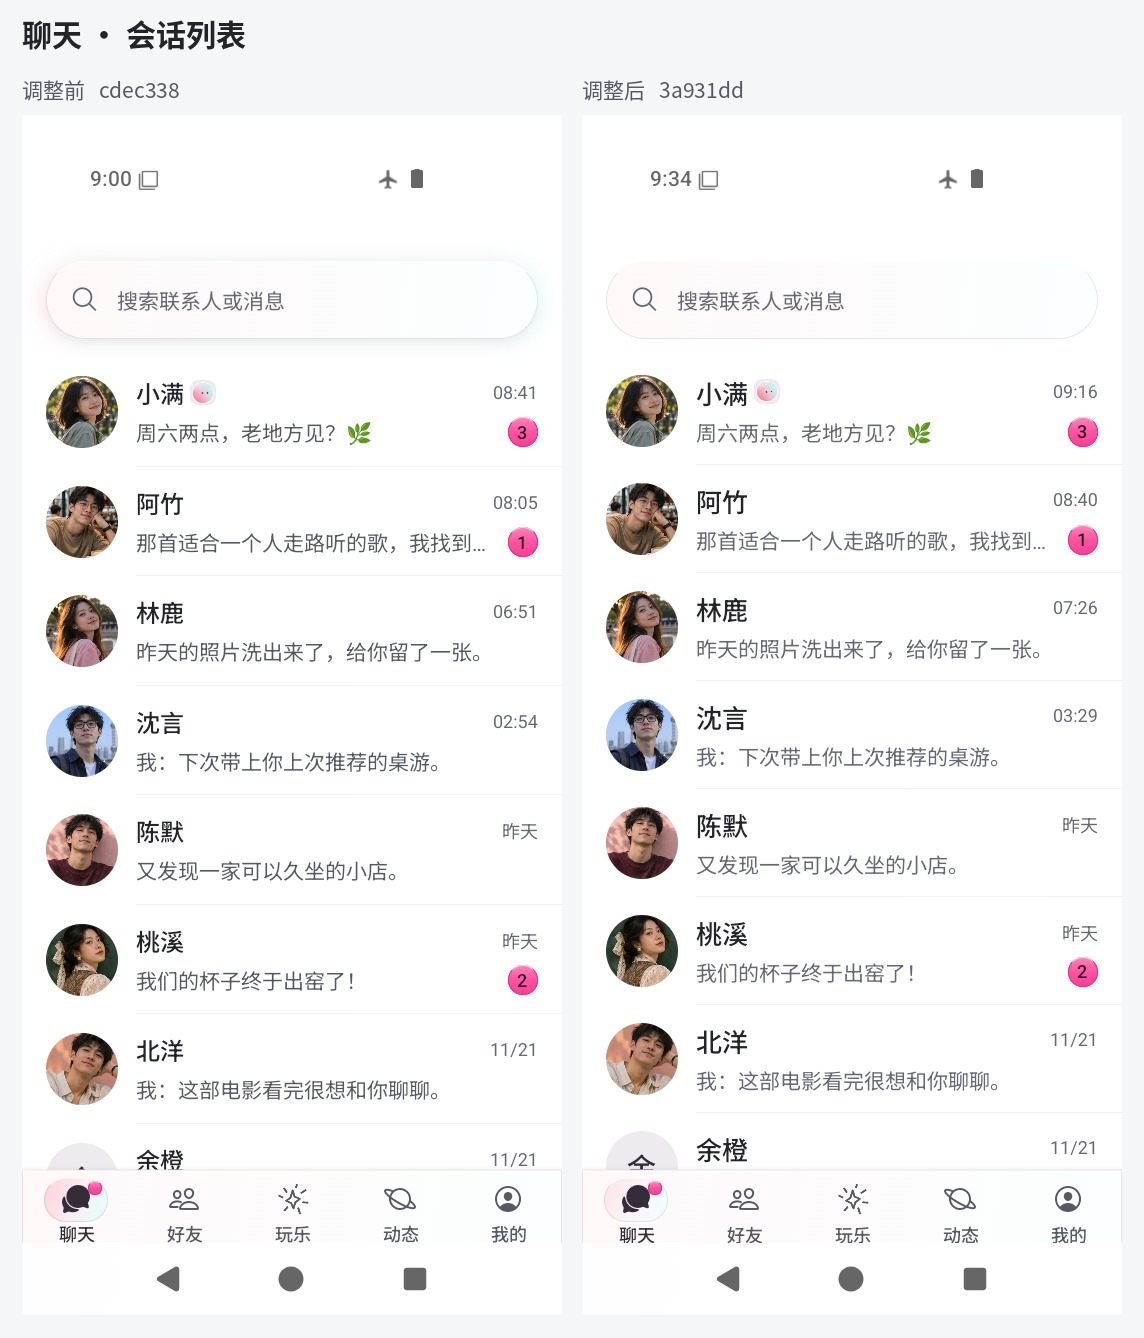 聊天 · 会话列表
调整前 cdec338
9:00
搜索联系人或消息
小满 08:41
周六两点，老地方见？🌿 3
阿竹 08:05
那首适合一个人走路听的歌，我找到... 1
林鹿 06:51
昨天的照片洗出来了，给你留了一张。
沈言 02:54
我：下次带上你上次推荐的桌游。
陈默 昨天
又发现一家可以久坐的小店。
桃溪 昨天
我们的杯子终于出窑了！ 2
北洋 11/21
我：这部电影看完很想和你聊聊。
余橙 11/21
聊天 好友 玩乐 动态 我的
调整后 3a931dd
9:34
搜索联系人或消息
小满 09:16
周六两点，老地方见？🌿 3
阿竹 08:40
那首适合一个人走路听的歌，我找到... 1
林鹿 07:26
昨天的照片洗出来了，给你留了一张。
沈言 03:29
我：下次带上你上次推荐的桌游。
陈默 昨天
又发现一家可以久坐的小店。
桃溪 昨天
我们的杯子终于出窑了！ 2
北洋 11/21
我：这部电影看完很想和你聊聊。
余 余橙 11/21
聊天 好友 玩乐 动态 我的